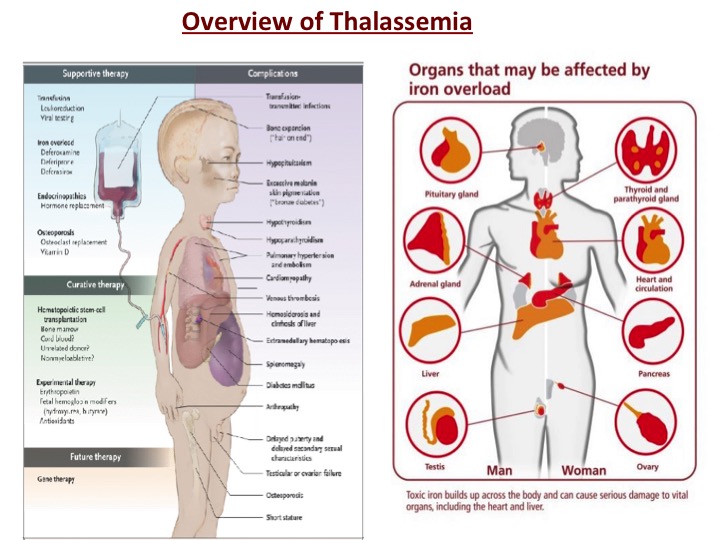 Overview of Thalassemia
Supportive therapy
Transfusion
Leukoreduction
Viral testing
Iron overload
Deferoxamine
Deferiprone
Deferasirox
Endocrinopathies
Hormone replacement
Osteoporosis
Osteoclast replacement
Vitamin D
Curative therapy
Hematopoietic stem-cell
transplantation
Bone marrow
Cord blood?
Unrelated donor?
Nonmyeloablative?
Experimental therapy
Erythropoietin
Fetal hemoglobin modifiers
(hydroxyurea, butyrate)
Antioxidants
Future therapy
Gene therapy
Complications
Transfusion-
transmitted infections
Bone expansion
("hair on end")
Hypopituitarism
Excessive melanin
skin pigmentation
("bronze diabetes")
Hypothyroidism
Hypoparathyroidism
Pulmonary hypertension
and embolism
Cardiomyopathy
Venous thrombosis
Hemosiderosis and
cirrhosis of liver
Extramedullary hematopoiesis
Splenomegaly
Diabetes mellitus
Arthropathy
Delayed puberty and
delayed secondary sexual
characteristics
Testicular or ovarian failure
Osteoporosis
Short stature
Organs that may be affected by
iron overload
Pituitary gland
Thyroid and
parathyroid gland
Adrenal gland
Heart and
circulation
Liver
Pancreas
Testis
Man
Woman
Ovary
Toxic iron builds up across the body and can cause serious damage to vital
organs, including the heart and liver.